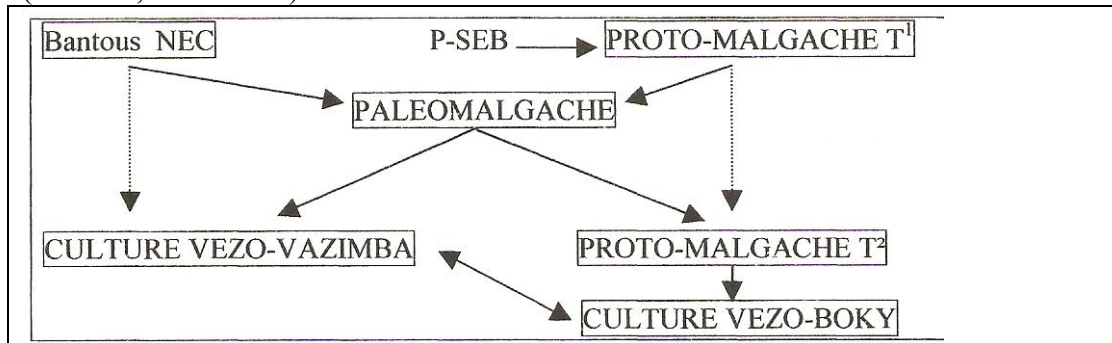 Bantous NEC P-SEB PROTO-MALGACHE T¹
PALEOMALGACHE
CULTURE VEZO-VAZIMBA PROTO-MALGACHE T²
CULTURE VEZO-BOKY